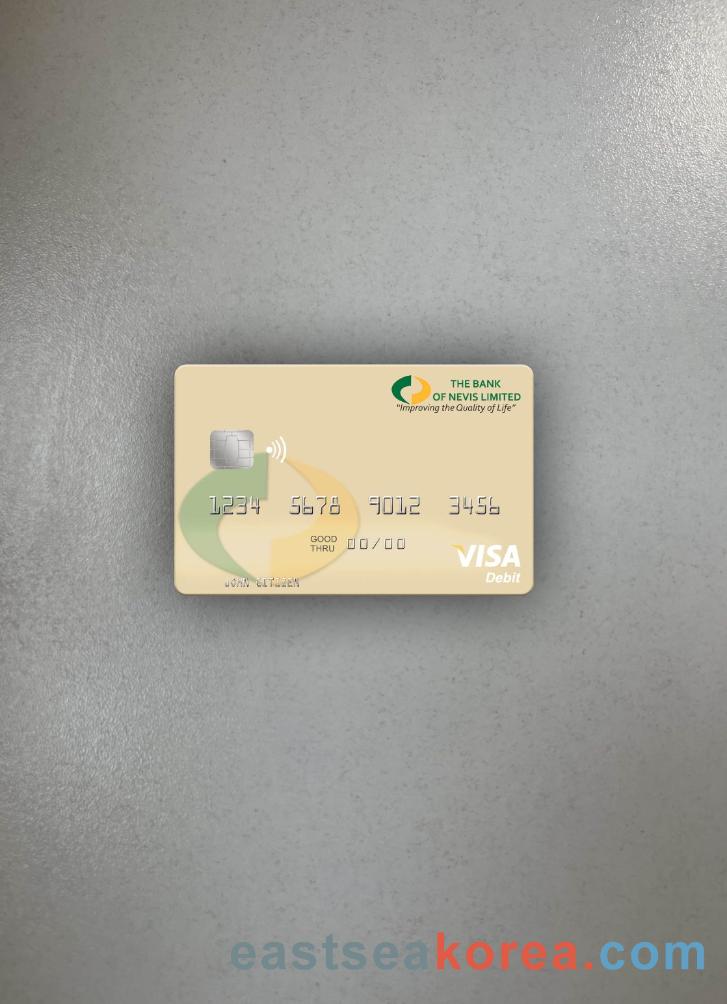 THE BANK
OF NEVIS LIMITED
"Improving the Quality of Life"
1234 5678 9012 3456
GOOD
THRU 00/00
VISA
Debit
JOHN CITIZEN
eastseakorea.com